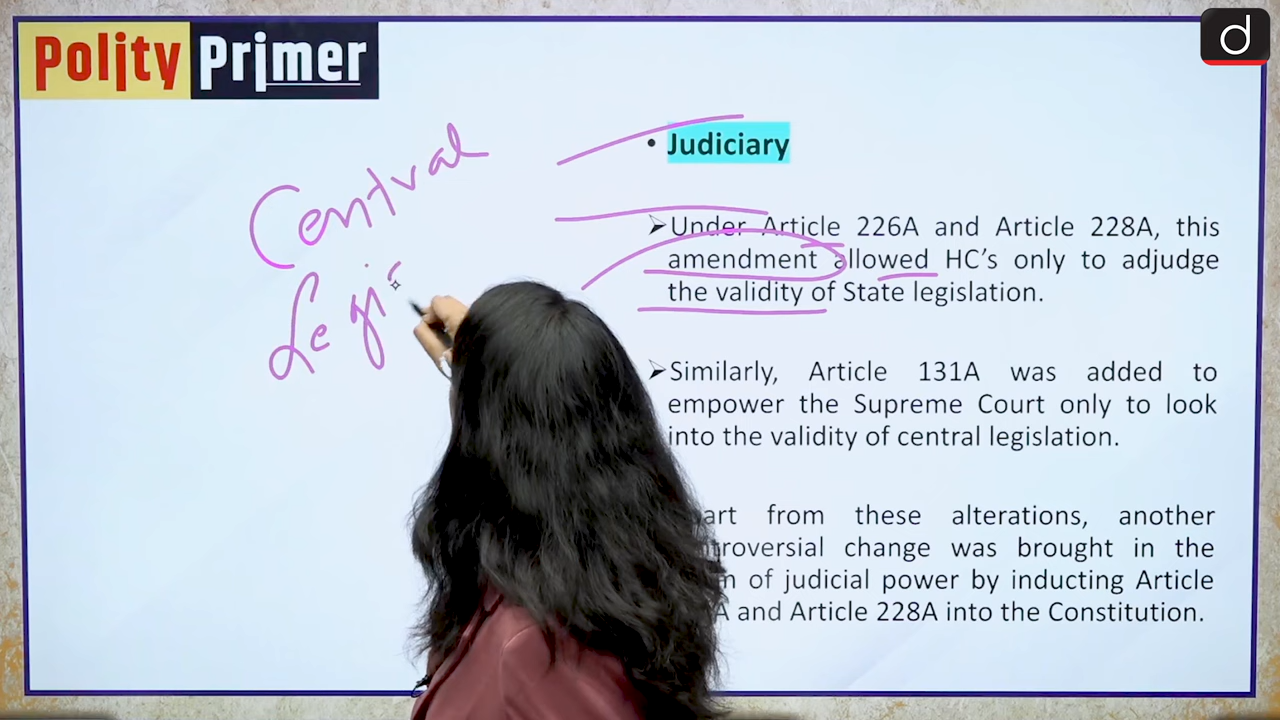 Polity Primer
d
Central
Legis
• Judiciary
➤Under Article 226A and Article 228A, this
amendment allowed HC's only to adjudge
the validity of State legislation.
➤Similarly, Article 131A was added to
empower the Supreme Court only to look
into the validity of central legislation.
from these alterations, another
change was brought in the
of judicial power by inducting Article
and Article 228A into the Constitution.